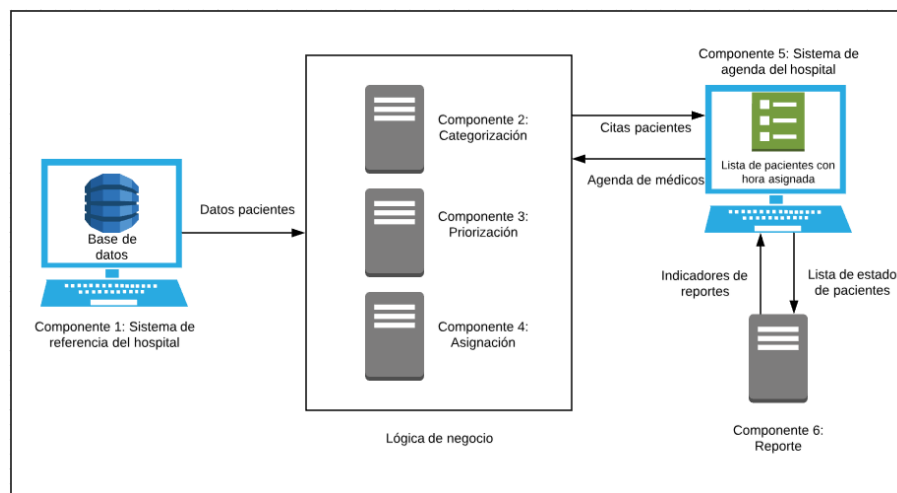 Base de
datos
Componente 1: Sistema de
referencia del hospital
Datos pacientes
Componente 2:
Categorización
Componente 3:
Priorización
Componente 4:
Asignación
Lógica de negocio
Citas pacientes
Agenda de médicos
Componente 5: Sistema de
agenda del hospital
Lista de pacientes con
hora asignada
Indicadores de
reportes
Lista de estado
de pacientes
Componente 6:
Reporte